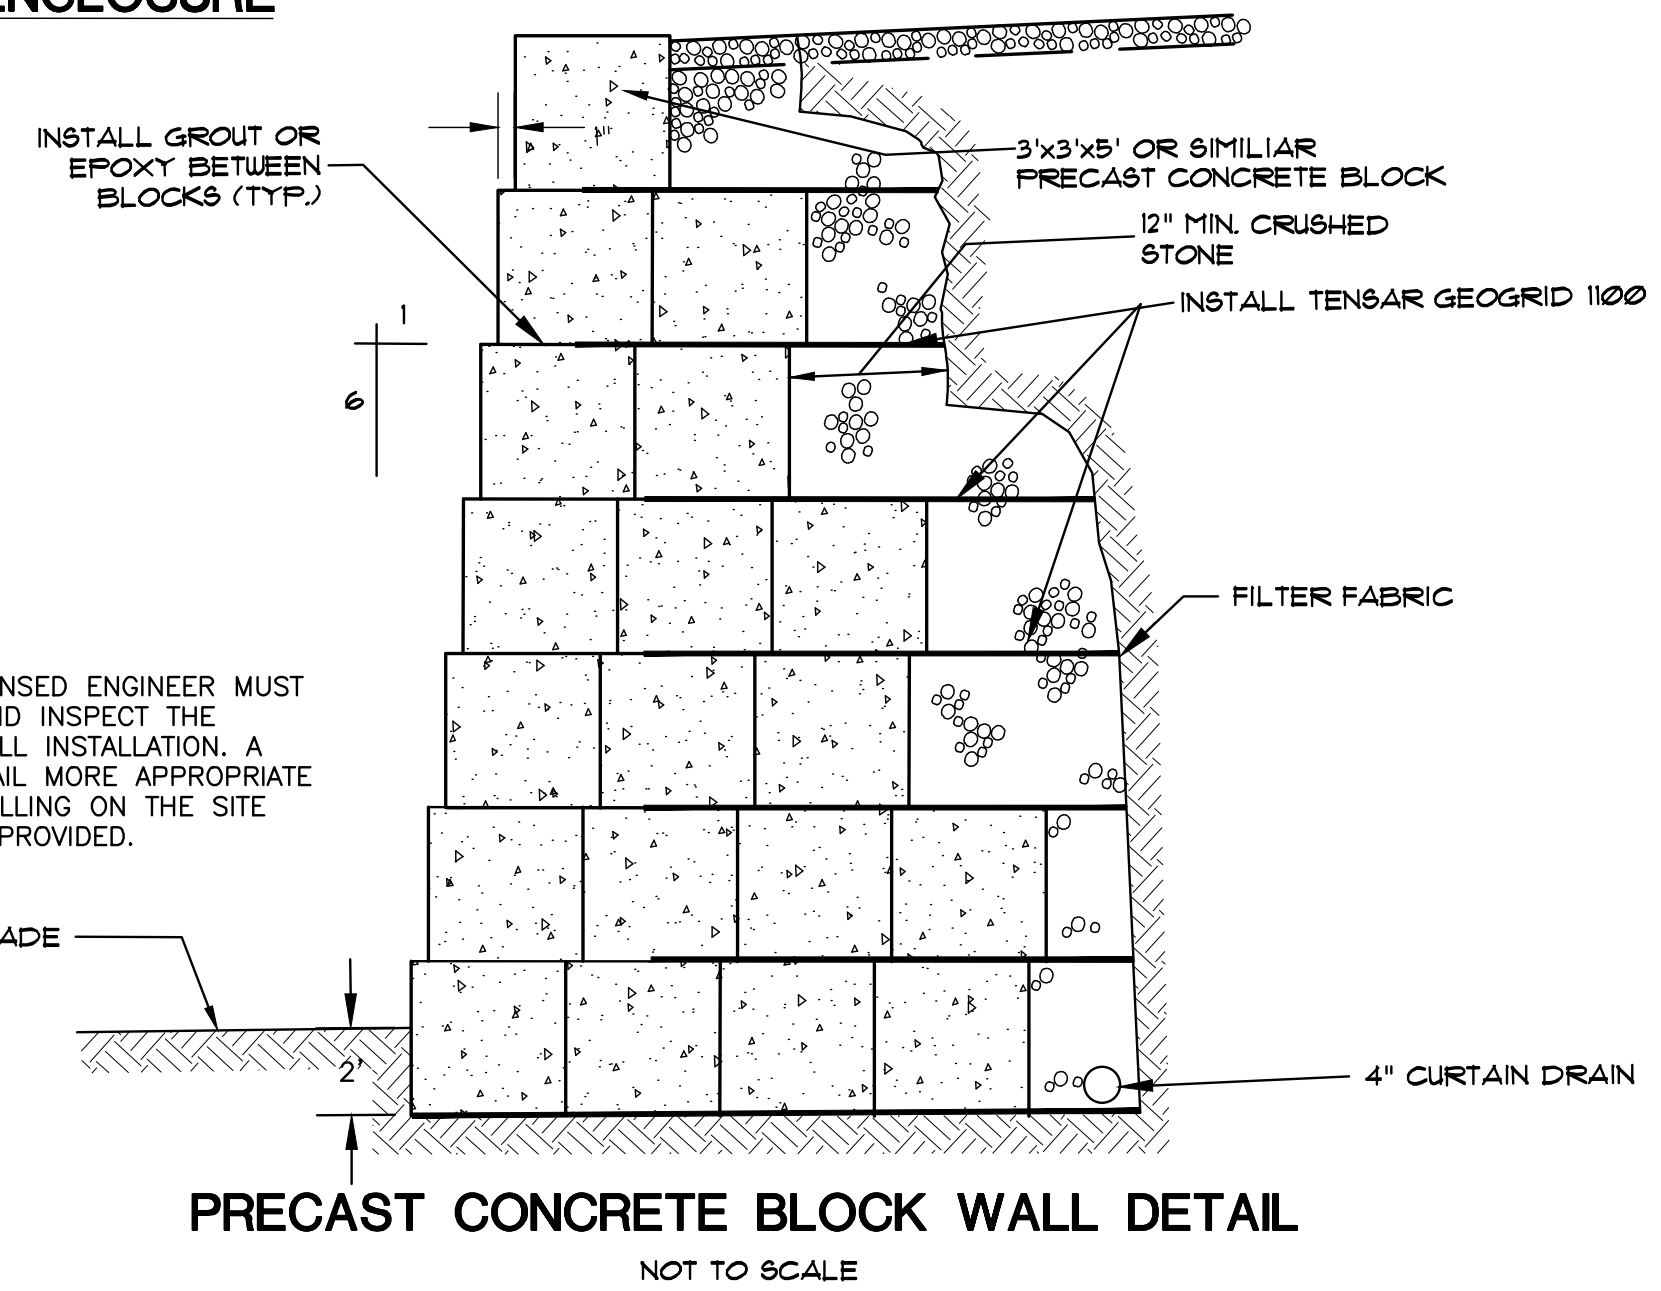 ENCLOSURE
INSTALL GROUT OR
EPOXY BETWEEN
BLOCKS (TYP.)
3'x3'x5' OR SIMILIAR
PRECAST CONCRETE BLOCK
12" MIN. CRUSHED
STONE
INSTALL TENSAR GEOGRID 1100
1
6
FILTER FABRIC
NSED ENGINEER MUST
ND INSPECT THE
LL INSTALLATION. A
AIL MORE APPROPRIATE
LLING ON THE SITE
PROVIDED.
ADE
2'
4" CURTAIN DRAIN
PRECAST CONCRETE BLOCK WALL DETAIL
NOT TO SCALE